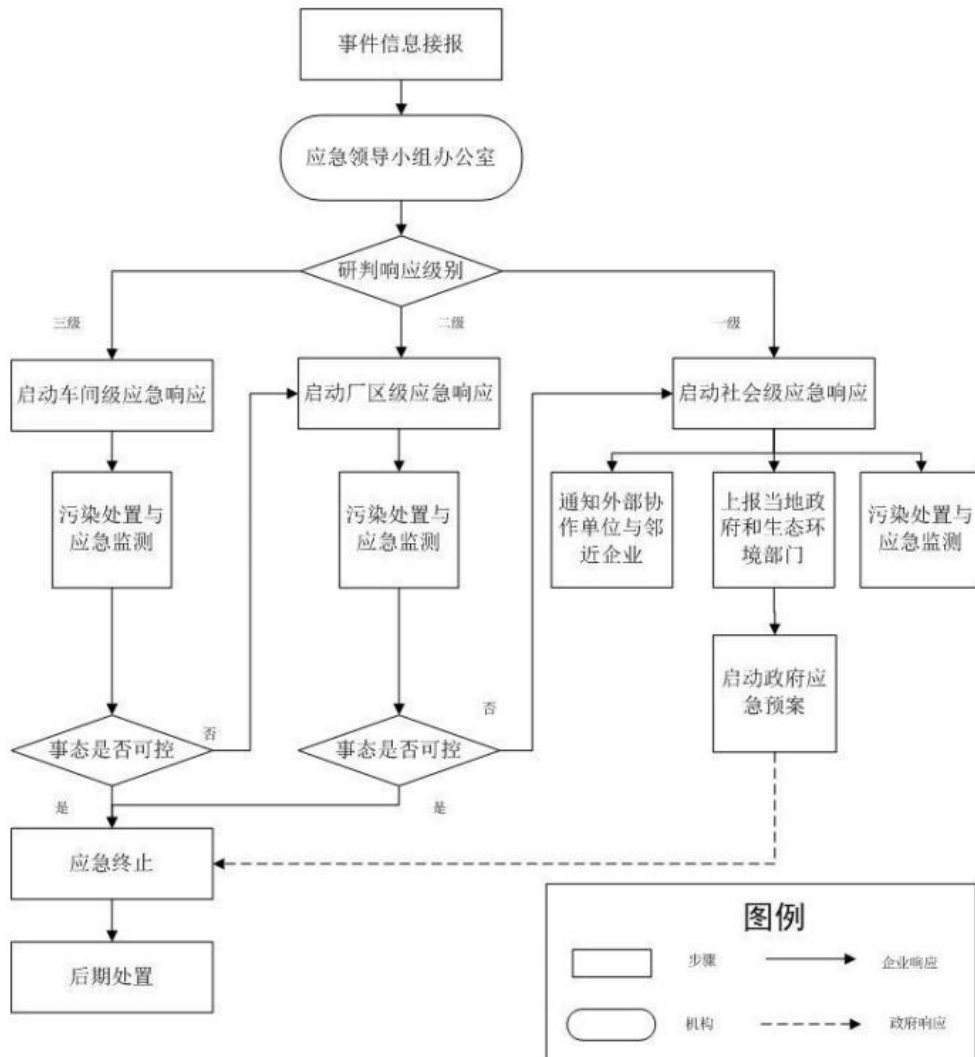 事件信息接报
应急领导小组办公室
研判响应级别
三级
二级
一级
启动车间级应急响应
启动厂区级应急响应
启动社会级应急响应
污染处置与
应急监测
污染处置与
应急监测
通知外部协
作单位与邻
近企业
上报当地政
府和生态环
境部门
污染处置与
应急监测
启动政府应
急预案
事态是否可控
否
事态是否可控
否
是
是
应急终止
后期处置
图例
步骤
企业响应
机构
政府响应